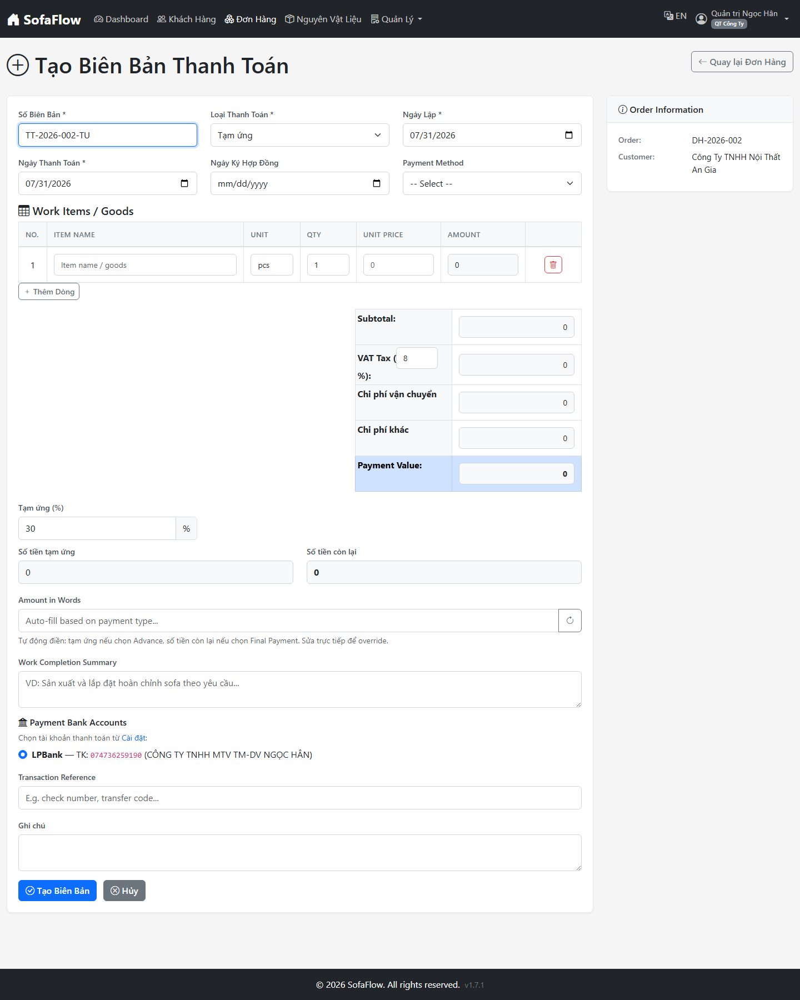 SofaFlow
Dashboard
Khách Hàng
Đơn Hàng
Nguyên Vật Liệu
Quản Lý
EN
Quản trị Ngọc Hân
QT Công Ty
Tạo Biên Bản Thanh Toán
Quay lại Đơn Hàng
Số Biên Bản *
Loại Thanh Toán *
Ngày Lập *
TT-2026-002-TU
Tạm ứng
07/31/2026
Ngày Thanh Toán *
Ngày Ký Hợp Đồng
Payment Method
07/31/2026
mm/dd/yyyy
-- Select --
Order Information
Order: DH-2026-002
Customer: Công Ty TNHH Nội Thất
An Gia
Work Items / Goods
NO. ITEM NAME UNIT QTY UNIT PRICE AMOUNT
1 Item name / goods pcs 1 0 0
+ Thêm Dòng
Subtotal: 0
VAT Tax ( 8
%): 0
Chi phí vận chuyển 0
Chi phí khác 0
Payment Value: 0
Tạm ứng (%)
30 %
Số tiền tạm ứng
Số tiền còn lại
0
0
Amount in Words
Auto-fill based on payment type...
Tự động điền: tạm ứng nếu chọn Advance, số tiền còn lại nếu chọn Final Payment. Sửa trực tiếp để override.
Work Completion Summary
VD: Sản xuất và lắp đặt hoàn chỉnh sofa theo yêu cầu...
Payment Bank Accounts
Chọn tài khoản thanh toán từ Cài đặt:
LPBank — TK: 074736259190 (CÔNG TY TNHH MTV TM-DV NGỌC HÂN)
Transaction Reference
E.g. check number, transfer code...
Ghi chú
Tạo Biên Bản
Hủy
© 2026 SofaFlow. All rights reserved. v1.7.1